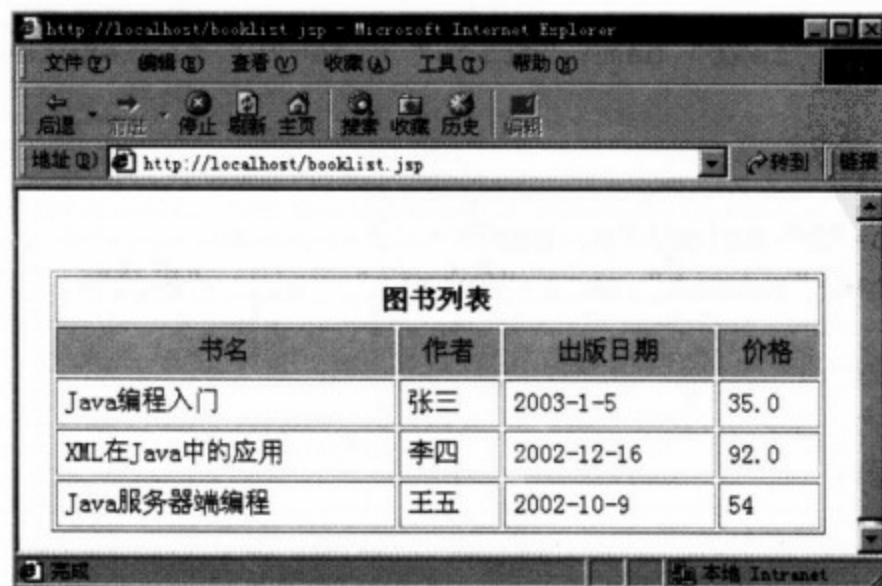 http://localhost/booklist.jsp - Microsoft Internet Explorer
文件(F) 编辑(E) 查看(V) 收藏(A) 工具(T) 帮助(H)
后退 前进 停止 刷新 主页 搜索 收藏 历史 编辑
地址(D) http://localhost/booklist.jsp 转到 链接
图书列表
书名 作者 出版日期 价格
Java编程入门 张三 2003-1-5 35.0
XML在Java中的应用 李四 2002-12-16 92.0
Java服务器端编程 王五 2002-10-9 54
完成 本地 Intranet